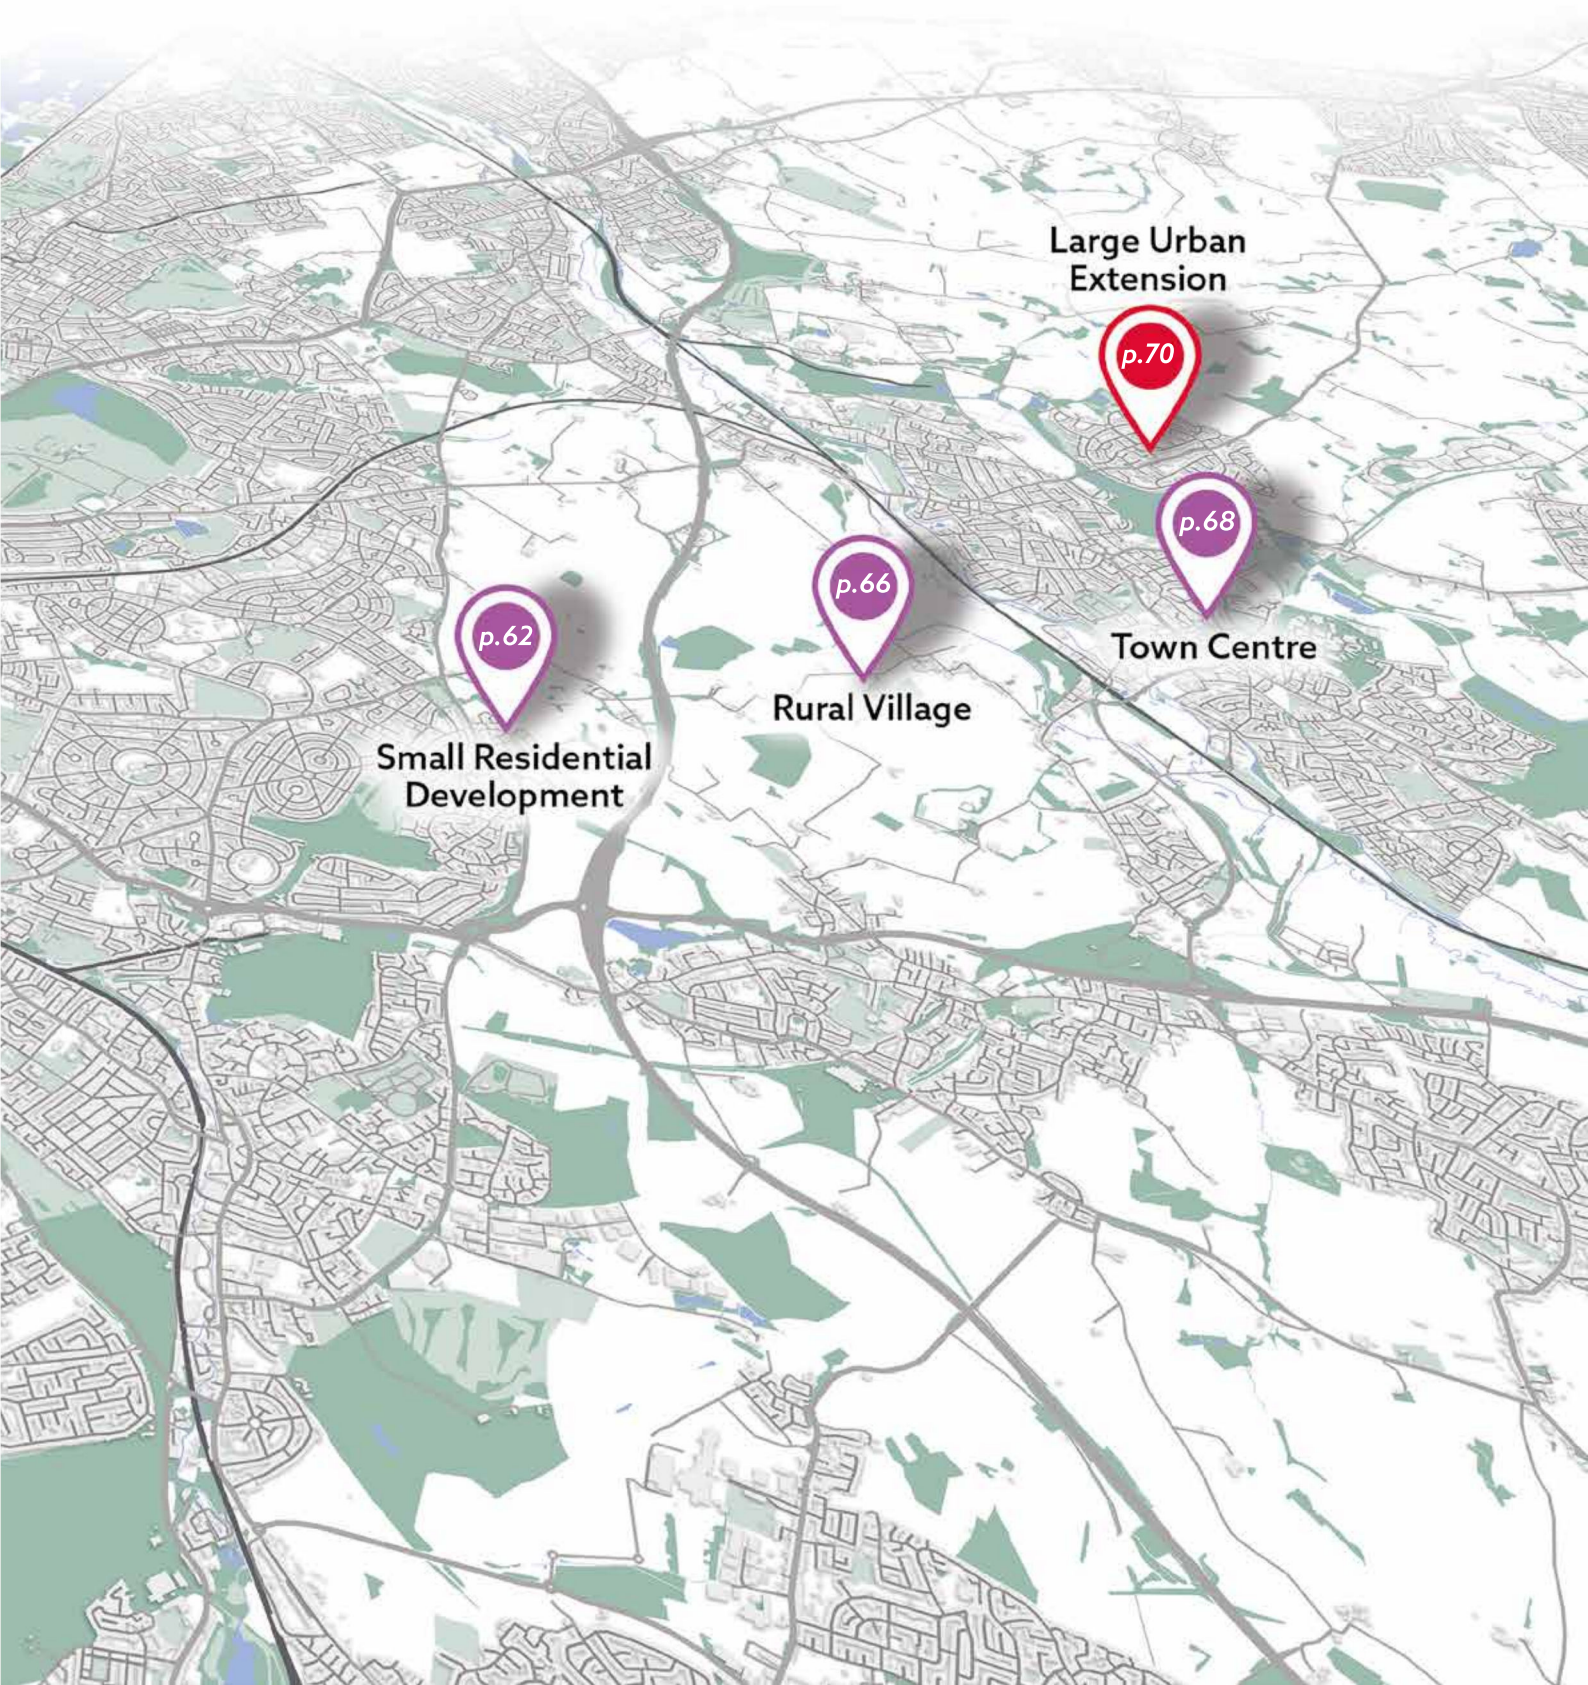 Large Urban
Extension
p.70
p.68
Town Centre
p.66
Rural Village
p.62
Small Residential
Development